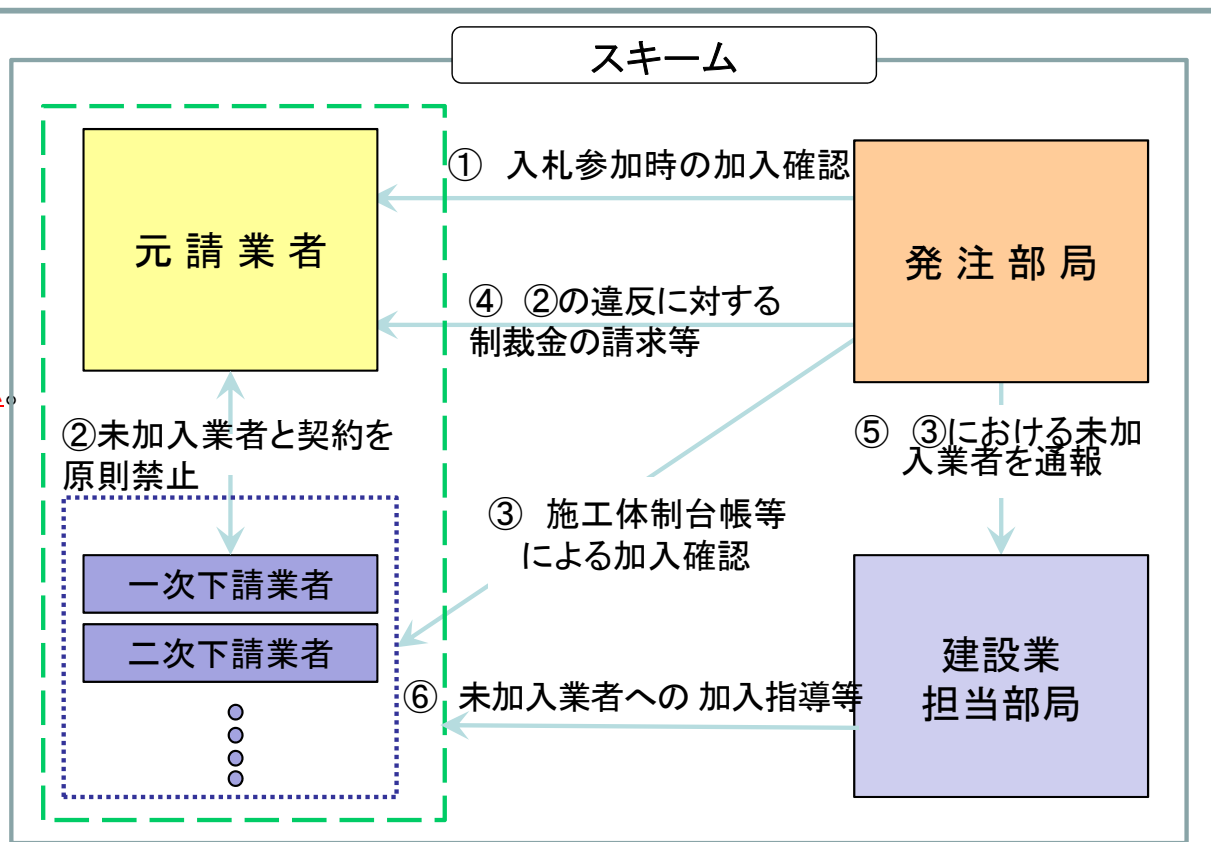 スキーム
① 入札参加時の加入確認
元請業者
発注部局
④ ②の違反に対する
制裁金の請求等
②未加入業者と契約を
原則禁止
⑤ ③における未加
入業者を通報
③ 施工体制台帳等
による加入確認
一次下請業者
二次下請業者
建設業
担当部局
⑥ 未加入業者への 加入指導等